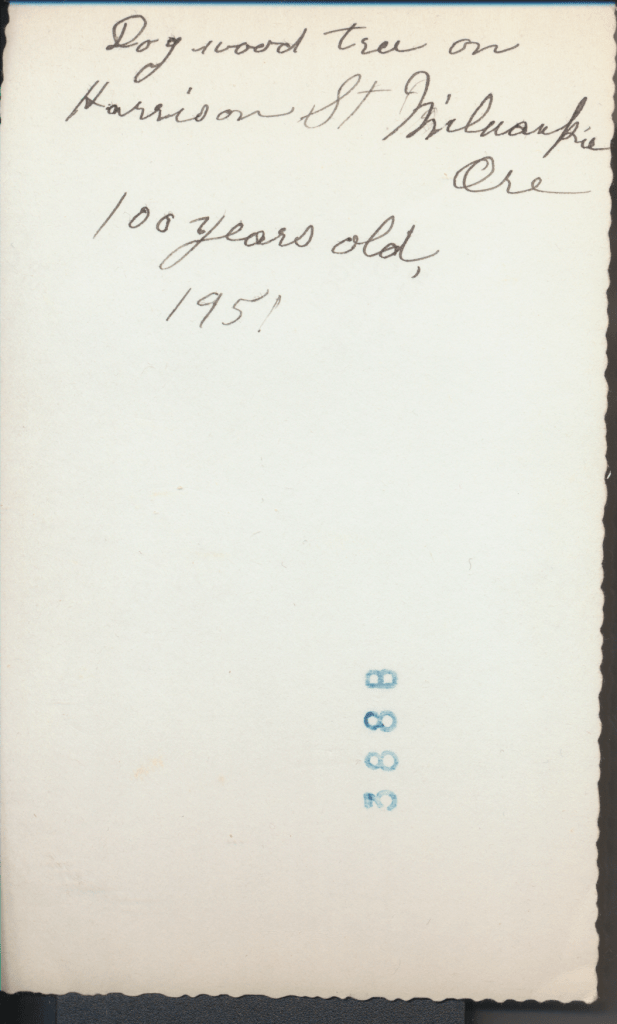 Dogwood tree on
Harrison St Milwaukie
Ore
100 years old,
1951
3888